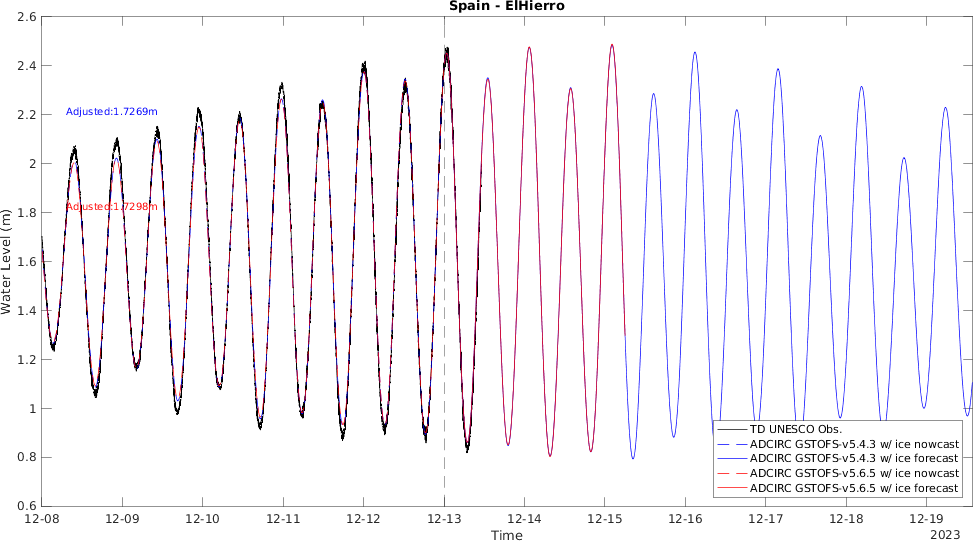 Spain - ElHierro
2.6
2.4
2.2
2
1.8
1.6
1.4
1.2
1
0.8
0.6
Water Level (m)
Adjusted:1.7269m
Adjusted:1.7298m
TD UNESCO Obs.
ADCIRC GSTOFS-v5.4.3 w/ ice nowcast
ADCIRC GSTOFS-v5.4.3 w/ ice forecast
ADCIRC GSTOFS-v5.6.5 w/ ice nowcast
ADCIRC GSTOFS-v5.6.5 w/ ice forecast
12-08 12-09 12-10 12-11 12-12 12-13 12-14 12-15 12-16 12-17 12-18 12-19
Time
2023